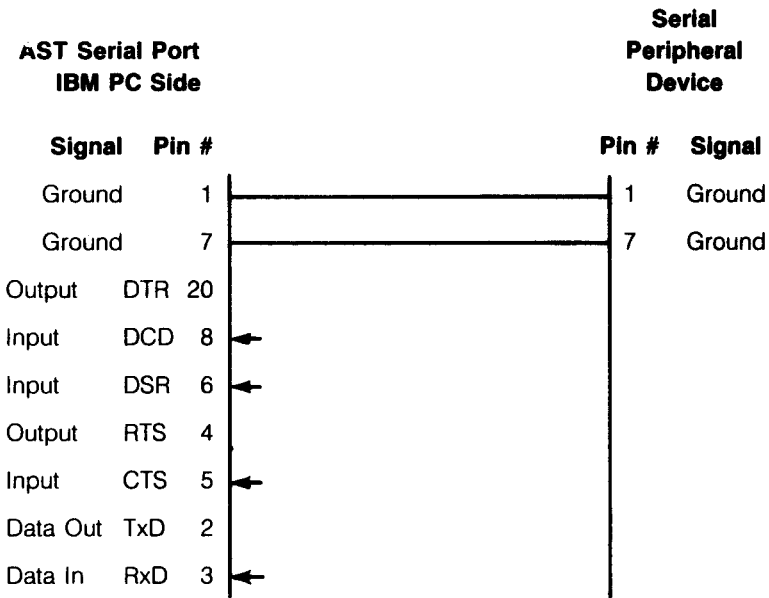 AST Serial Port
IBM PC Side
Serial
Peripheral
Device
Signal Pin # Pin # Signal
Ground 1 1 Ground
Ground 7 7 Ground
Output DTR 20
Input DCD 8
Input DSR 6
Output RTS 4
Input CTS 5
Data Out TxD 2
Data In RxD 3